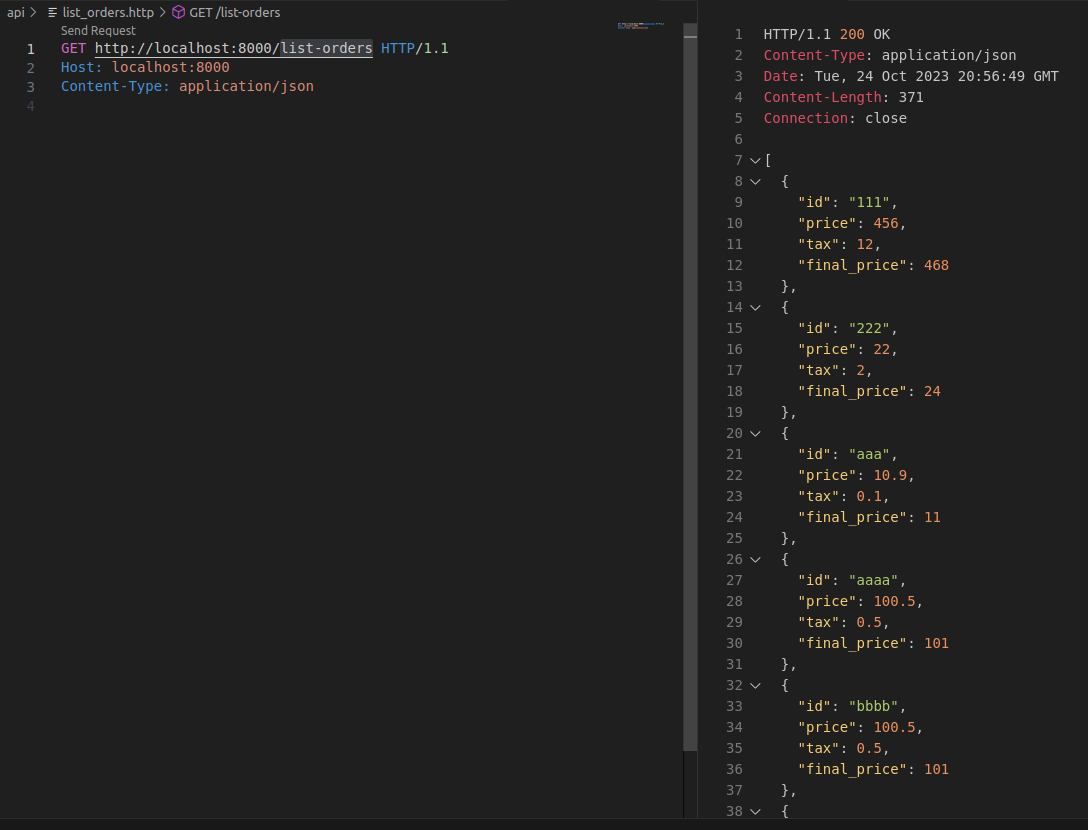 api > list_orders.http > GET /list-orders
Send Request
1 GET http://localhost:8000/list-orders HTTP/1.1
2 Host: localhost:8000
3 Content-Type: application/json
4
1 HTTP/1.1 200 OK
2 Content-Type: application/json
3 Date: Tue, 24 Oct 2023 20:56:49 GMT
4 Content-Length: 371
5 Connection: close
6
7 [
8 {
9 "id": "111",
10 "price": 456,
11 "tax": 12,
12 "final_price": 468
13 },
14 {
15 "id": "222",
16 "price": 22,
17 "tax": 2,
18 "final_price": 24
19 },
20 {
21 "id": "aaa",
22 "price": 10.9,
23 "tax": 0.1,
24 "final_price": 11
25 },
26 {
27 "id": "aaaa",
28 "price": 100.5,
29 "tax": 0.5,
30 "final_price": 101
31 },
32 {
33 "id": "bbbb",
34 "price": 100.5,
35 "tax": 0.5,
36 "final_price": 101
37 },
38 {